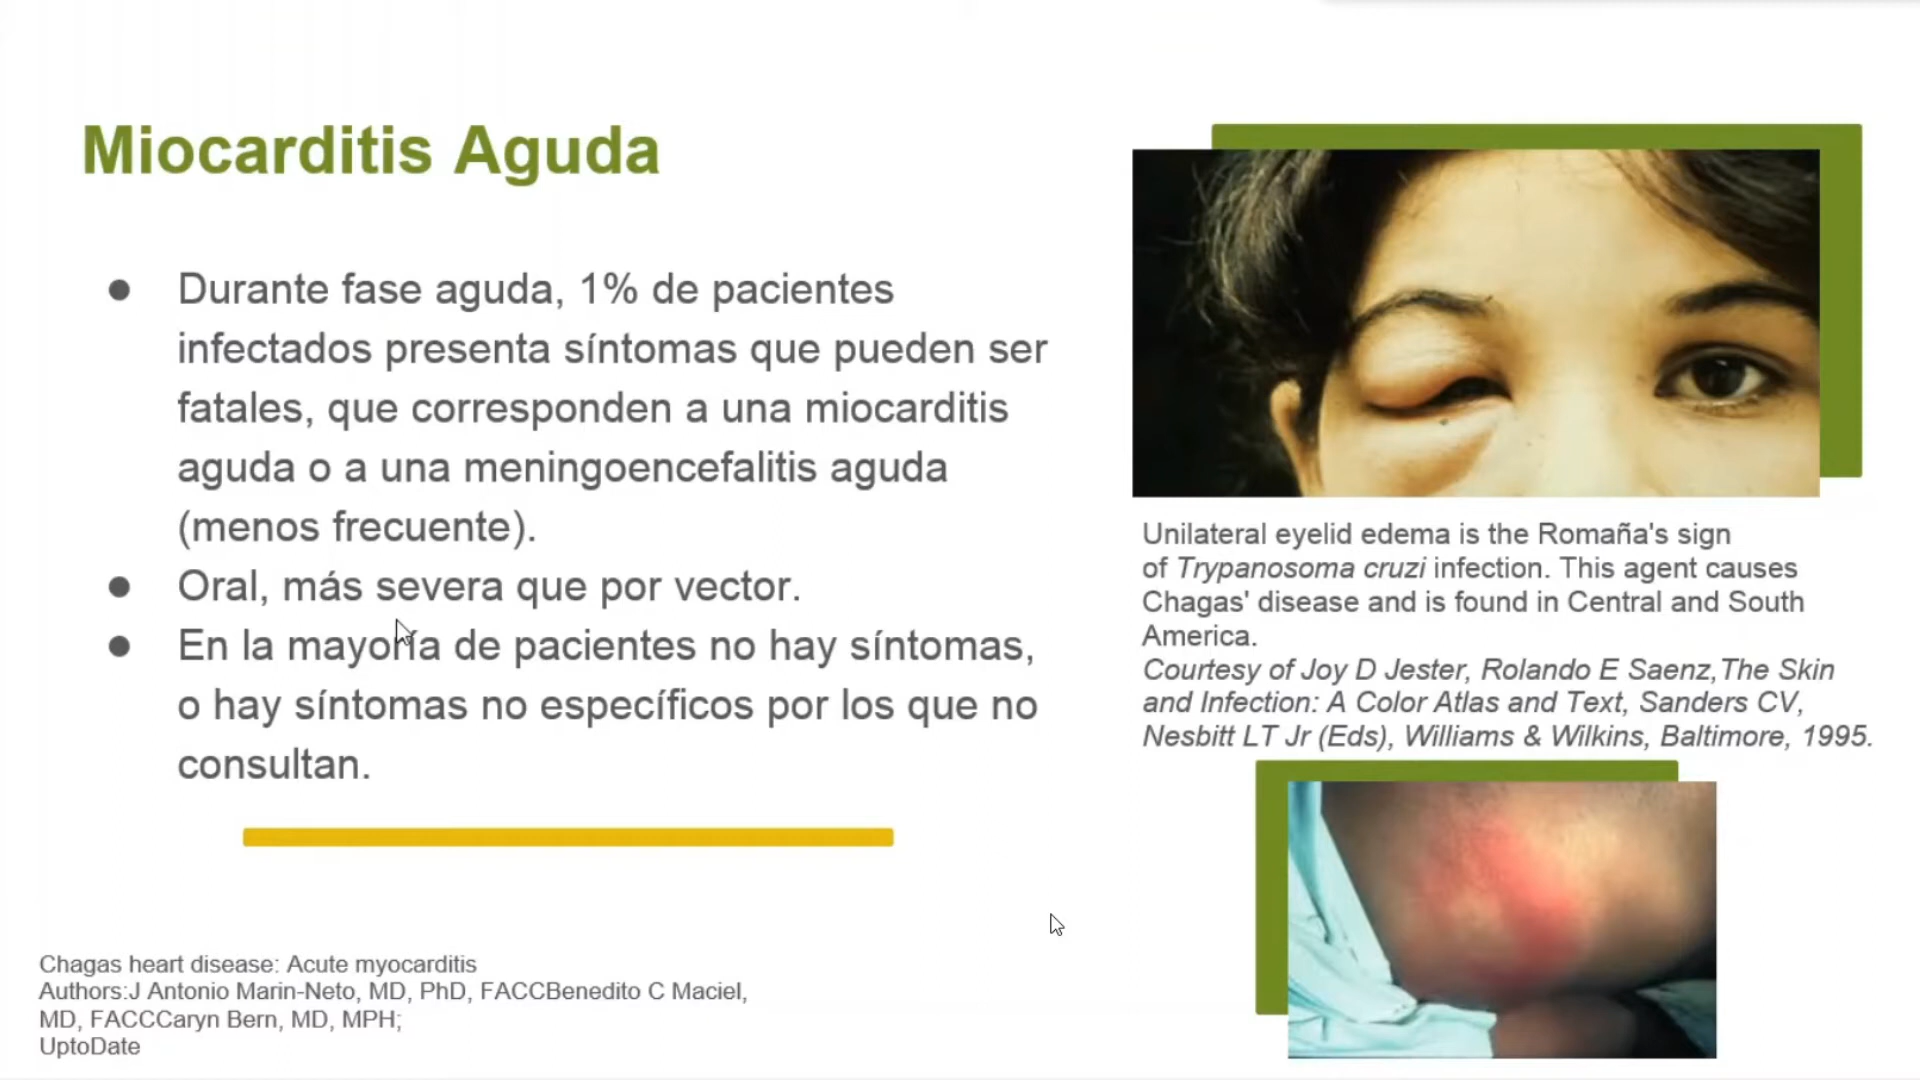 Miocarditis Aguda
● Durante fase aguda, 1% de pacientes
infectados presenta síntomas que pueden ser
fatales, que corresponden a una miocarditis
aguda o a una meningoencefalitis aguda
(menos frecuente).
● Oral, más severa que por vector.
● En la mayoría de pacientes no hay síntomas,
o hay síntomas no específicos por los que no
consultan.
Unilateral eyelid edema is the Romaña's sign
of Trypanosoma cruzi infection. This agent causes
Chagas' disease and is found in Central and South
America.
Courtesy of Joy D Jester, Rolando E Saenz,The Skin
and Infection: A Color Atlas and Text, Sanders CV,
Nesbitt LT Jr (Eds), Williams & Wilkins, Baltimore, 1995.
Chagas heart disease: Acute myocarditis
Authors:J Antonio Marin-Neto, MD, PhD, FACCBenedito C Maciel,
MD, FACCCaryn Bern, MD, MPH;
UptoDate